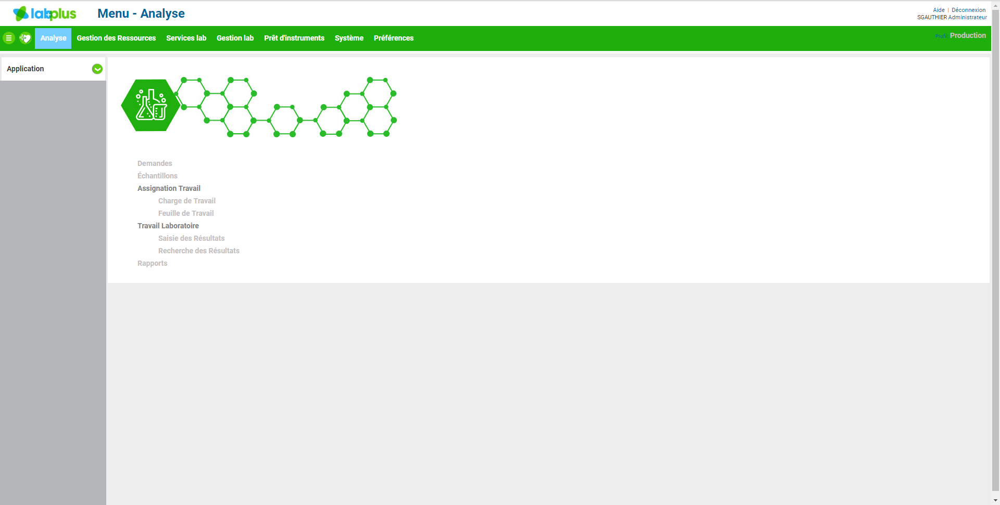 labplus
Menu - Analyse
Aide | Déconnexion
SGAUTHIER Administrateur
Analyse Gestion des Ressources Services lab Gestion lab Prêt d'instruments Système Préférences
Profil Production
Application
Demandes
Échantillons
Assignation Travail
Charge de Travail
Feuille de Travail
Travail Laboratoire
Saisie des Résultats
Recherche des Résultats
Rapports